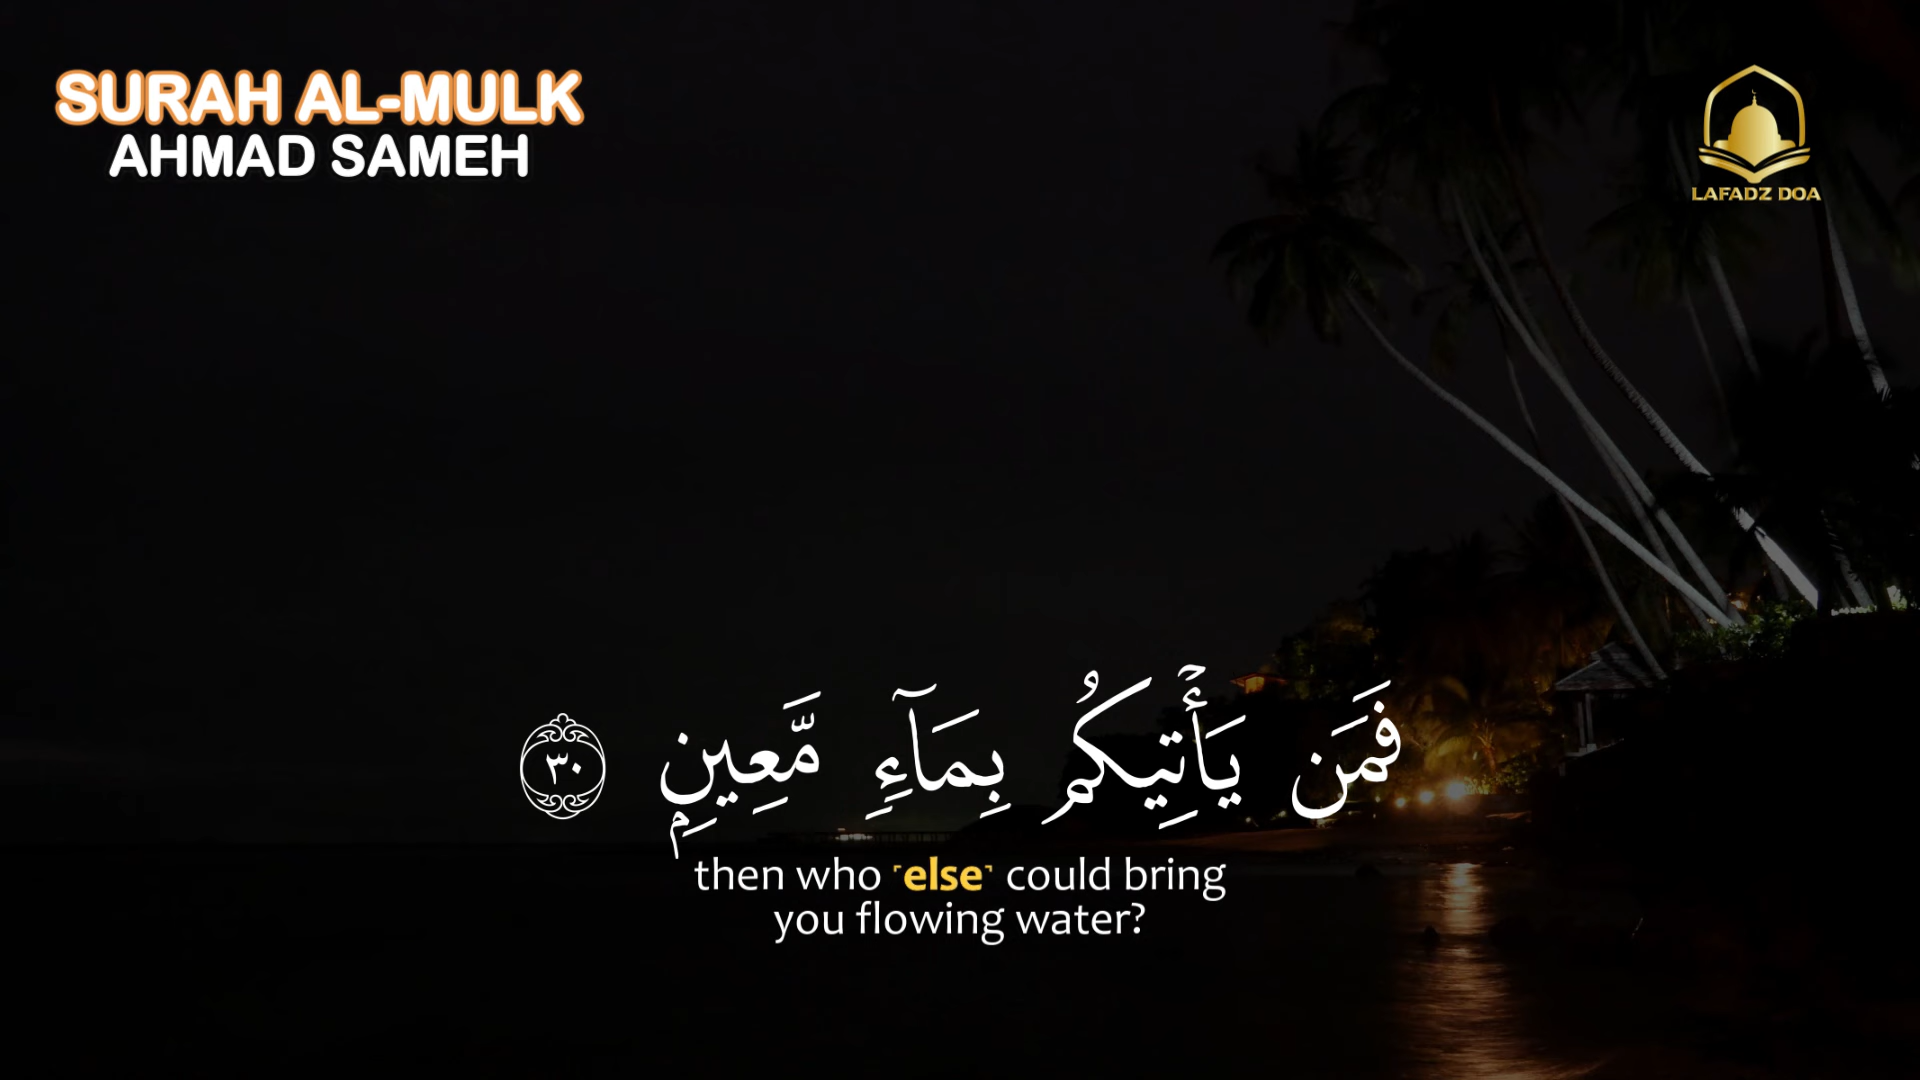 SURAH AL-MULK
AHMAD SAMEH
LAFADZ DOA
فَمَن يَأْتِيكُم بِمَآءٍ مَّعِينٍۭ ٣٠
then who ˹else˺ could bring
you flowing water?